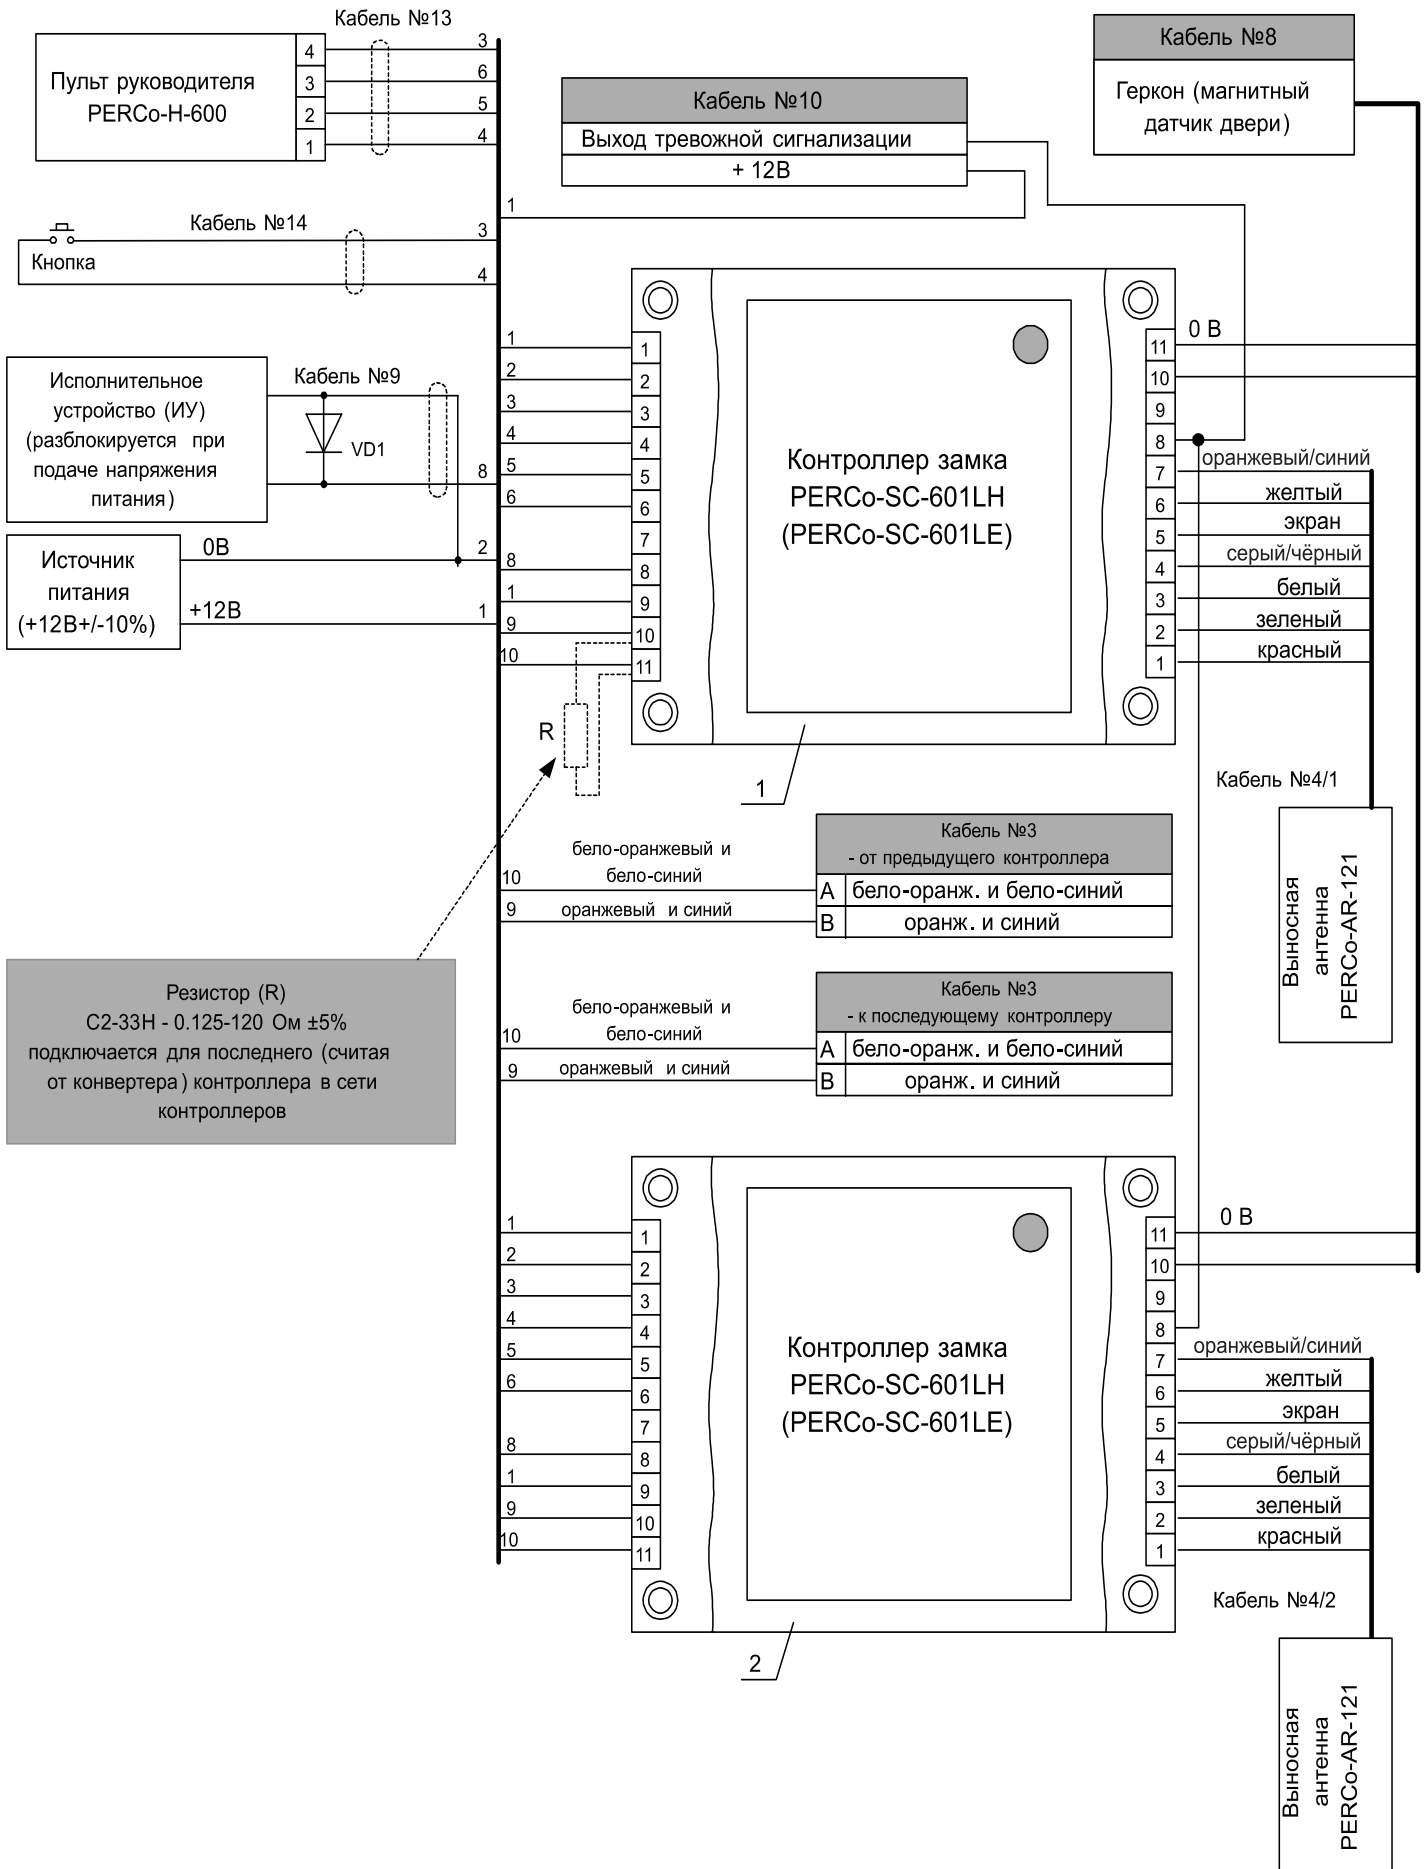 Кабель №13
Пульт руководителя
PERCo-H-600
4
3
2
1
3
6
5
4
Кабель №10
Выход тревожной сигнализации
+ 12В
1
Кабель №8
Геркон (магнитный
датчик двери)
Кабель №14
Кнопка
3
4
Исполнительное
устройство (ИУ)
(разблокируется при
подаче напряжения
питания)
Кабель №9
VD1
8
Источник
питания
(+12В+/-10%)
0В
2
+12В
1
1
2
3
4
5
6
8
1
9
10
1
2
3
4
5
6
7
8
9
10
11
Контроллер замка
PERCo-SC-601LH
(PERCo-SC-601LE)
11
10
9
8
7
6
5
4
3
2
1
0 В
оранжевый/синий
желтый
экран
серый/чёрный
белый
зеленый
красный
R
1
Кабель №4/1
Выносная
антенна
PERCo-AR-121
бело-оранжевый и
бело-синий
10
9
оранжевый и синий
Кабель №3
- от предыдущего контроллера
A бело-оранж. и бело-синий
B оранж. и синий
Резистор (R)
С2-33Н - 0.125-120 Ом ±5%
подключается для последнего (считая
от конвертера) контроллера в сети
контроллеров
бело-оранжевый и
бело-синий
10
9
оранжевый и синий
Кабель №3
- к последующему контроллеру
A бело-оранж. и бело-синий
B оранж. и синий
1
2
3
4
5
6
8
1
9
10
1
2
3
4
5
6
7
8
9
10
11
Контроллер замка
PERCo-SC-601LH
(PERCo-SC-601LE)
11
10
9
8
7
6
5
4
3
2
1
0 В
оранжевый/синий
желтый
экран
серый/чёрный
белый
зеленый
красный
2
Кабель №4/2
Выносная
антенна
PERCo-AR-121